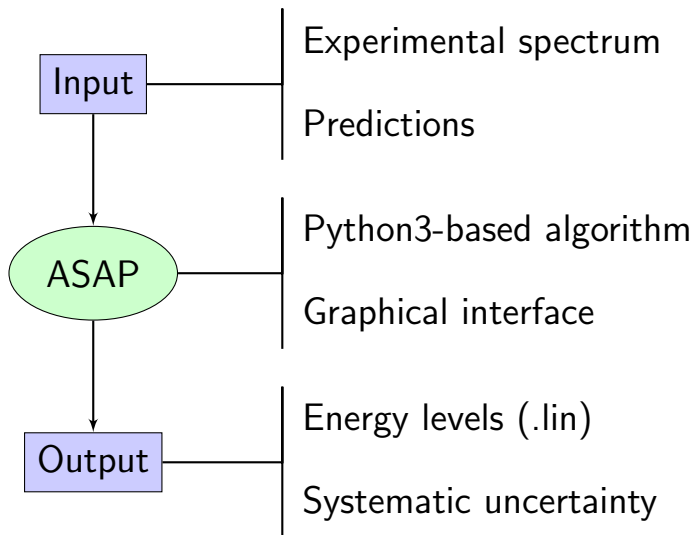 Input
Experimental spectrum
Predictions
ASAP
Python3-based algorithm
Graphical interface
Output
Energy levels (.lin)
Systematic uncertainty